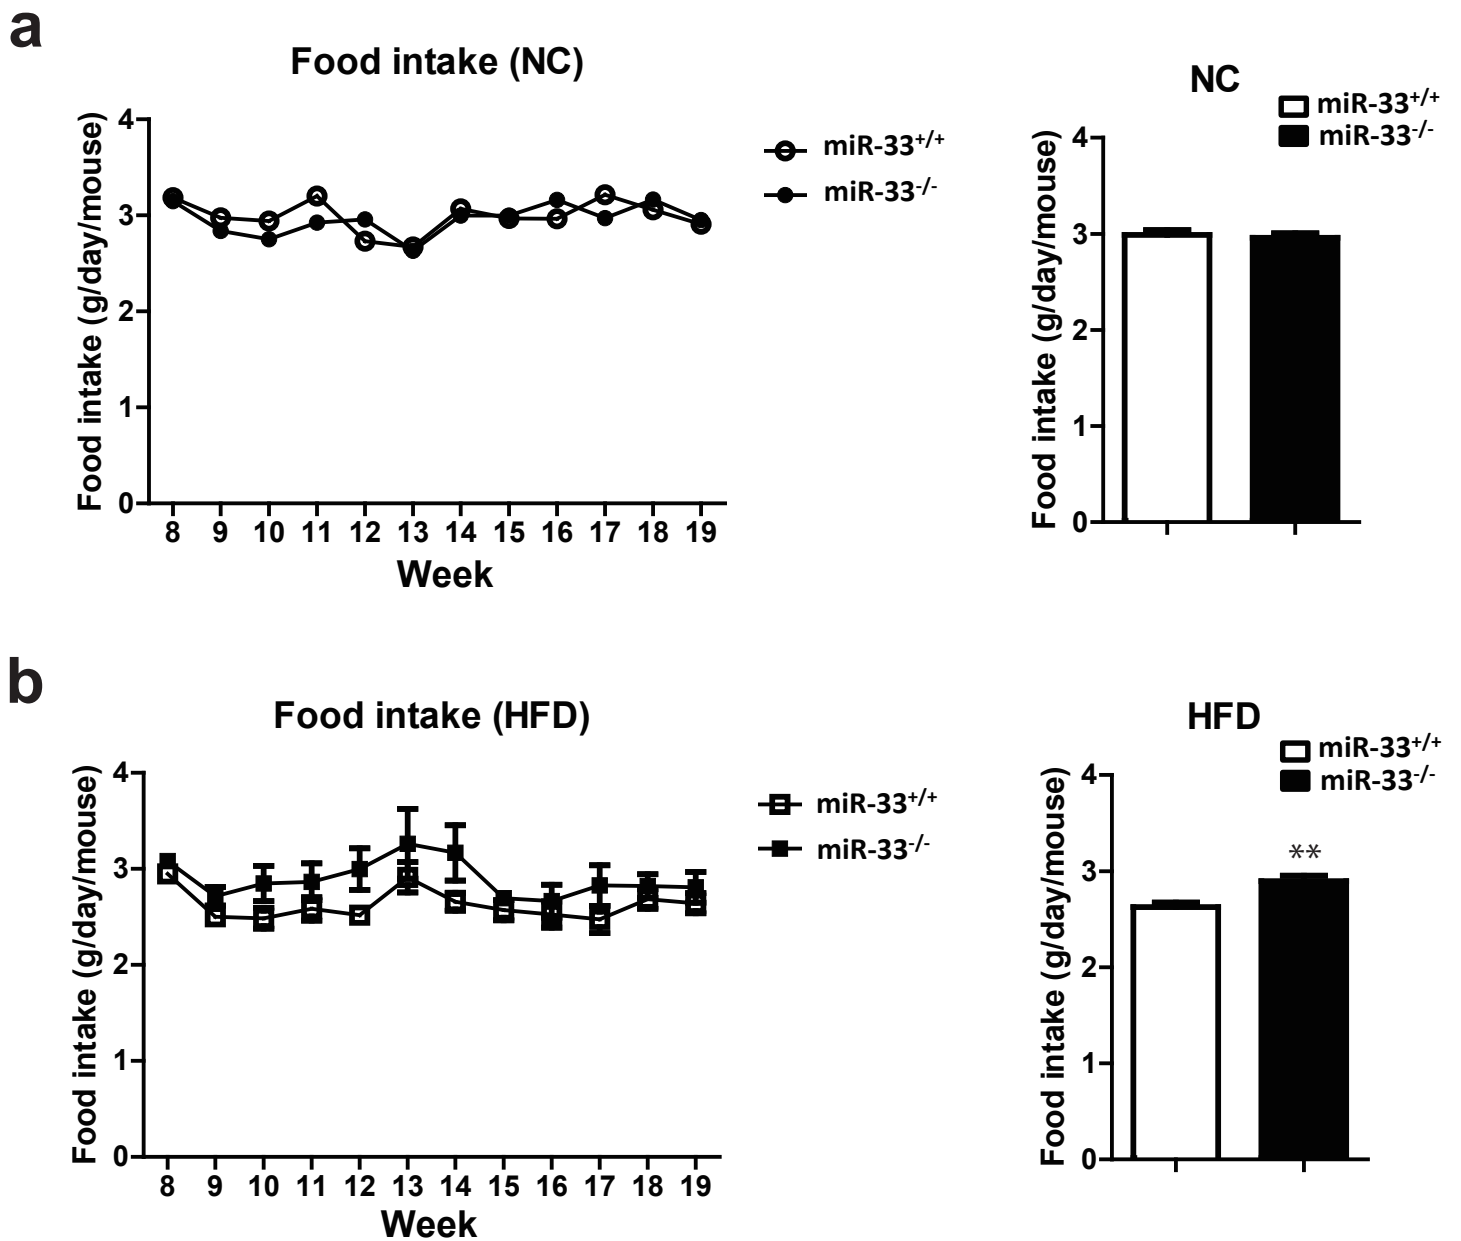 a
Food intake (NC)
Food intake (g/day/mouse)
4
3
2
1
0
8 9 10 11 12 13 14 15 16 17 18 19
Week
miR-33+/+
miR-33-/-
NC
miR-33+/+
miR-33-/-
Food intake (g/day/mouse)
4
3
2
1
0
b
Food intake (HFD)
Food intake (g/day/mouse)
4
3
2
1
0
8 9 10 11 12 13 14 15 16 17 18 19
Week
miR-33+/+
miR-33-/-
HFD
miR-33+/+
miR-33-/-
Food intake (g/day/mouse)
4
3
2
1
0
**